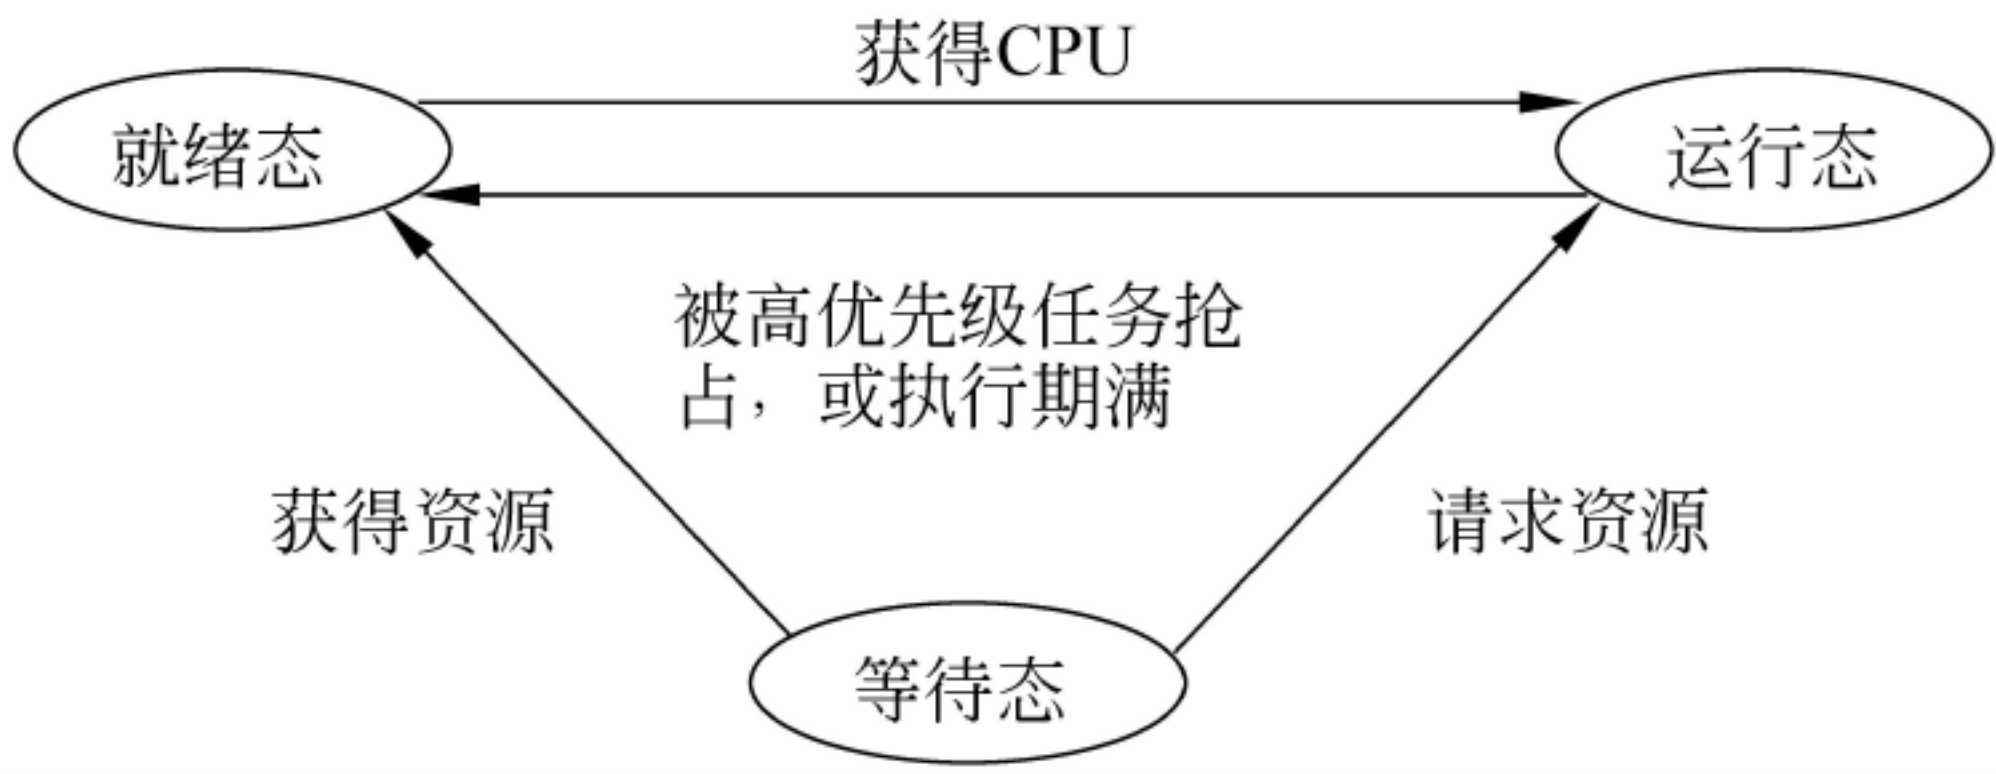 获得CPU
就绪态
运行态
被高优先级任务抢
占，或执行期满
获得资源
请求资源
等待态